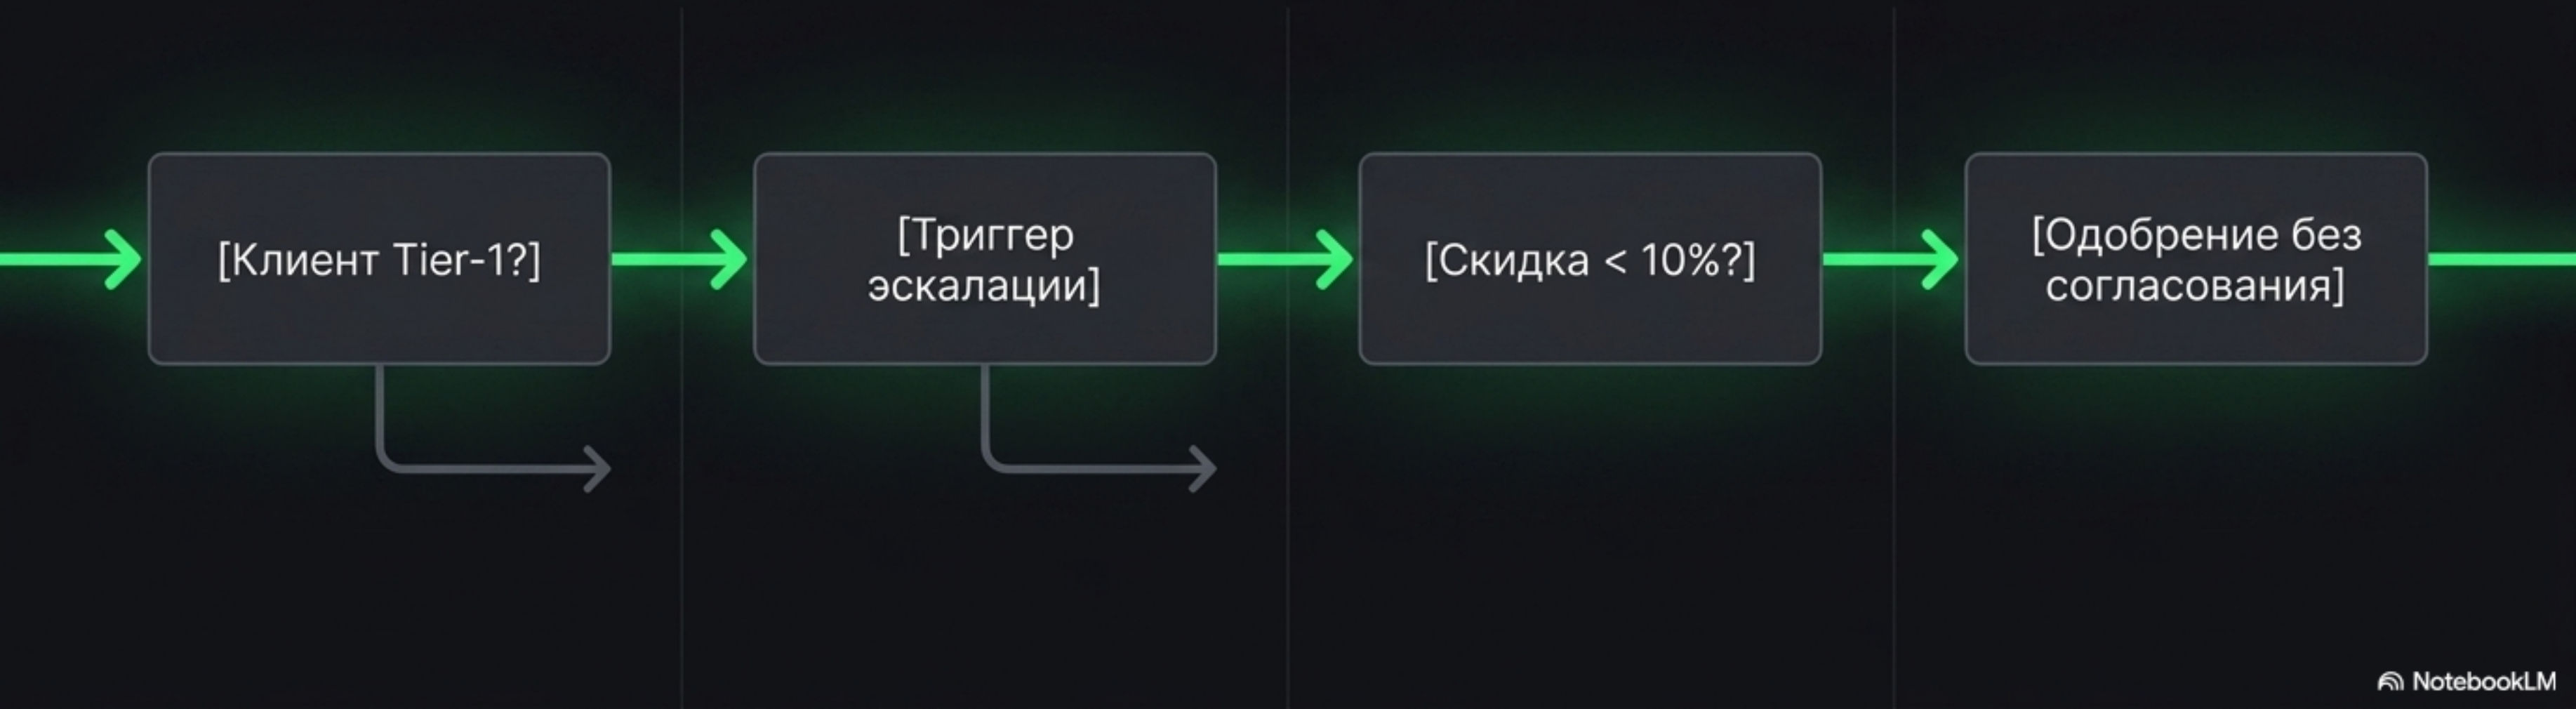 [Клиент Tier-1?]
[Триггер
эскалации]
[Скидка < 10%?]
[Одобрение без
согласования]
NotebookLM